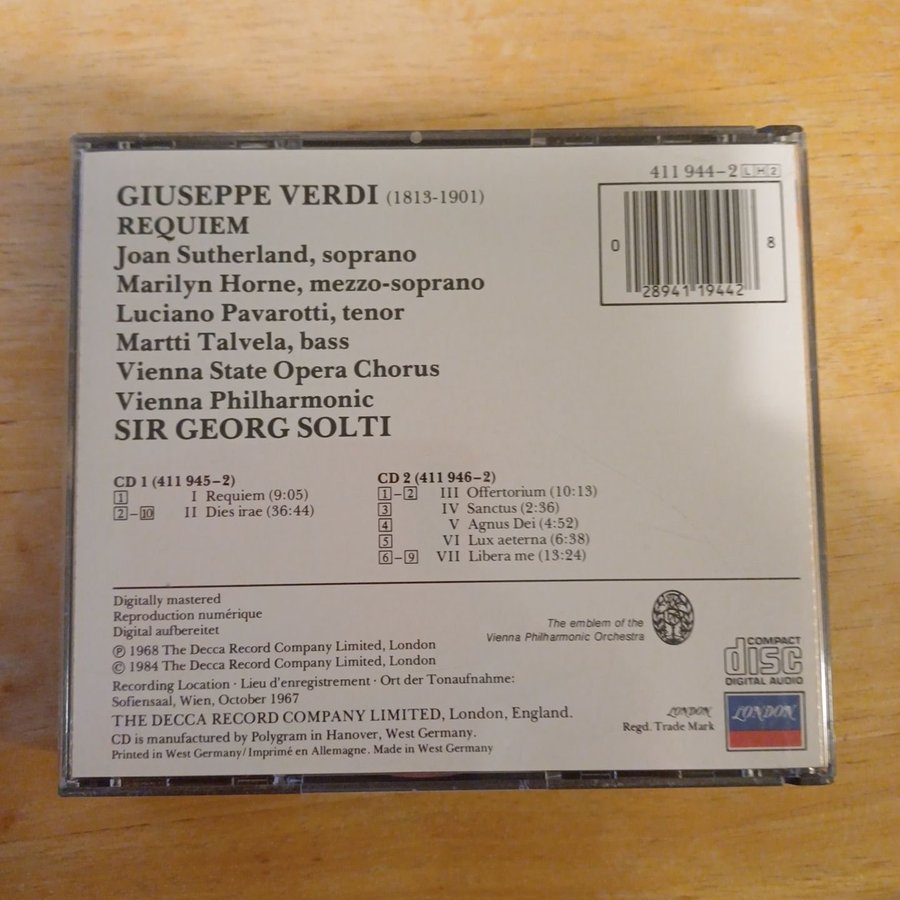 411 944-2 LH2
GIUSEPPE VERDI (1813-1901)
REQUIEM
Joan Sutherland, soprano
Marilyn Horne, mezzo-soprano
Luciano Pavarotti, tenor
Martti Talvela, bass
Vienna State Opera Chorus
Vienna Philharmonic
SIR GEORG SOLTI
0 28941 19442 8
CD 1 (411 945-2)
1 I Requiem (9:05)
2-10 II Dies irae (36:44)
CD 2 (411 946-2)
1-2 III Offertorium (10:13)
3 IV Sanctus (2:36)
4 V Agnus Dei (4:52)
5 VI Lux aeterna (6:38)
6-9 VII Libera me (13:24)
Digitally mastered
Reproduction numérique
Digital aufbereitet
℗ 1968 The Decca Record Company Limited, London
© 1984 The Decca Record Company Limited, London
Recording Location · Lieu d'enregistrement · Ort der Tonaufnahme:
Sofiensaal, Wien, October 1967
THE DECCA RECORD COMPANY LIMITED, London, England.
CD is manufactured by Polygram in Hanover, West Germany.
Printed in West Germany/Imprimé en Allemagne. Made in West Germany
The emblem of the
Vienna Philharmonic Orchestra
COMPACT
disc
DIGITAL AUDIO
LONDON
Regd. Trade Mark
LONDON